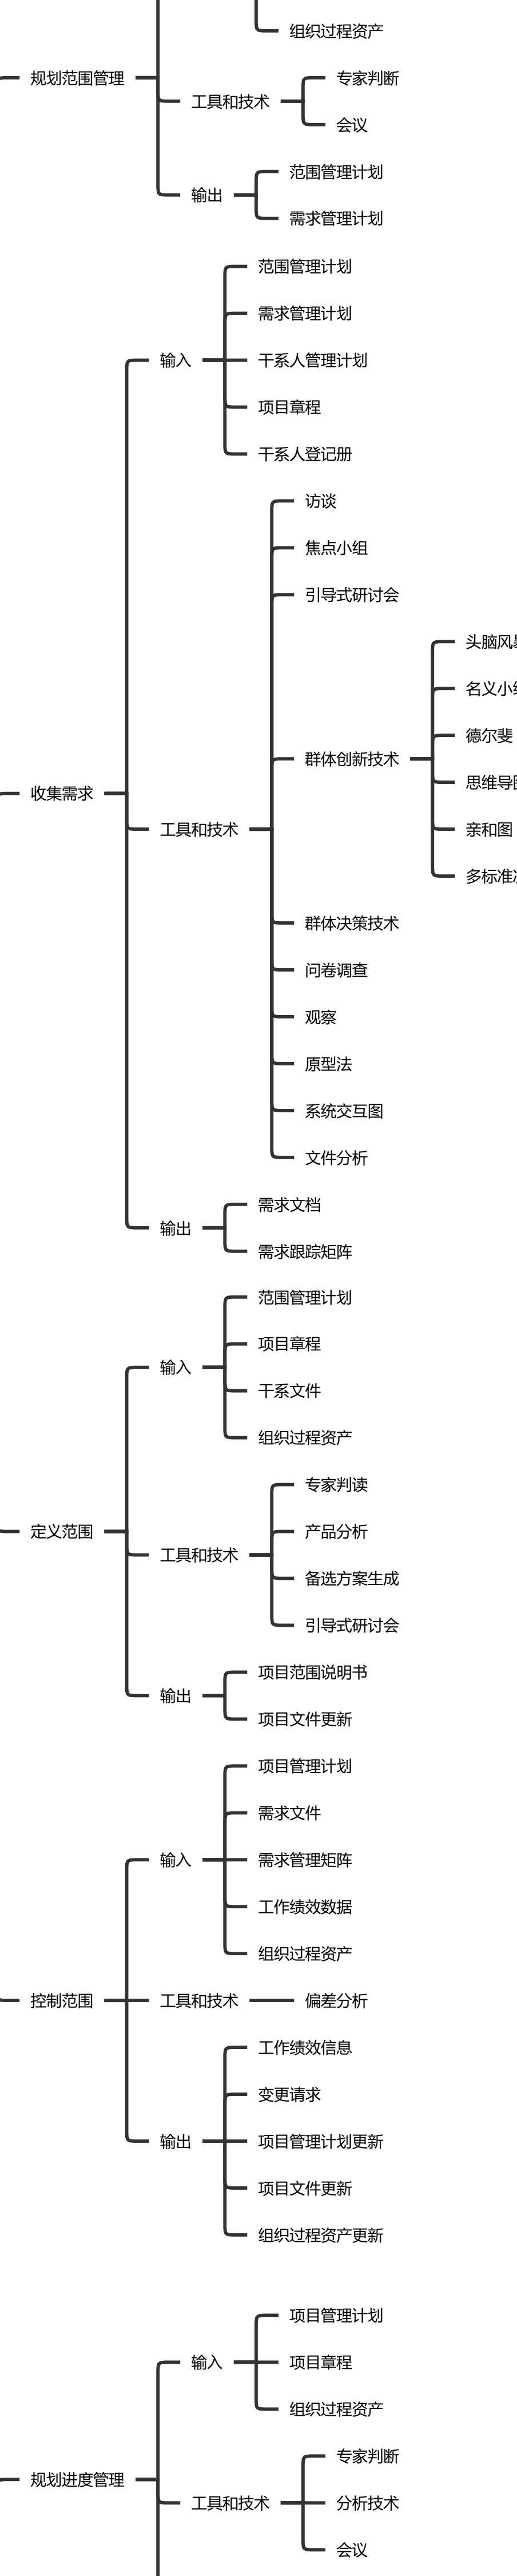 组织过程资产
规划范围管理
工具和技术
专家判断
会议
输出
范围管理计划
需求管理计划
收集需求
输入
范围管理计划
需求管理计划
干系人管理计划
项目章程
干系人登记册
工具和技术
访谈
焦点小组
引导式研讨会
群体创新技术
头脑风暴
名义小组
德尔斐
思维导图
亲和图
多标准
群体决策技术
问卷调查
观察
原型法
系统交互图
文件分析
输出
需求文档
需求跟踪矩阵
定义范围
输入
范围管理计划
项目章程
干系文件
组织过程资产
工具和技术
专家判读
产品分析
备选方案生成
引导式研讨会
输出
项目范围说明书
项目文件更新
控制范围
输入
项目管理计划
需求文件
需求管理矩阵
工作绩效数据
组织过程资产
工具和技术
偏差分析
输出
工作绩效信息
变更请求
项目管理计划更新
项目文件更新
组织过程资产更新
规划进度管理
输入
项目管理计划
项目章程
组织过程资产
工具和技术
专家判断
分析技术
会议